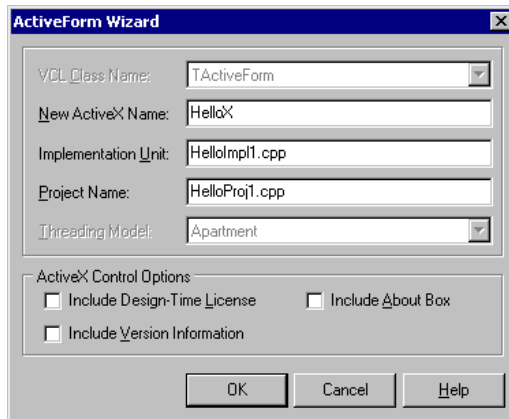 ActiveForm Wizard
VCL Class Name: TActiveForm
New ActiveX Name: HelloX
Implementation Unit: HelloImpl1.cpp
Project Name: HelloProj1.cpp
Threading Model: Apartment
ActiveX Control Options
Include Design-Time License Include About Box
Include Version Information
OK Cancel Help